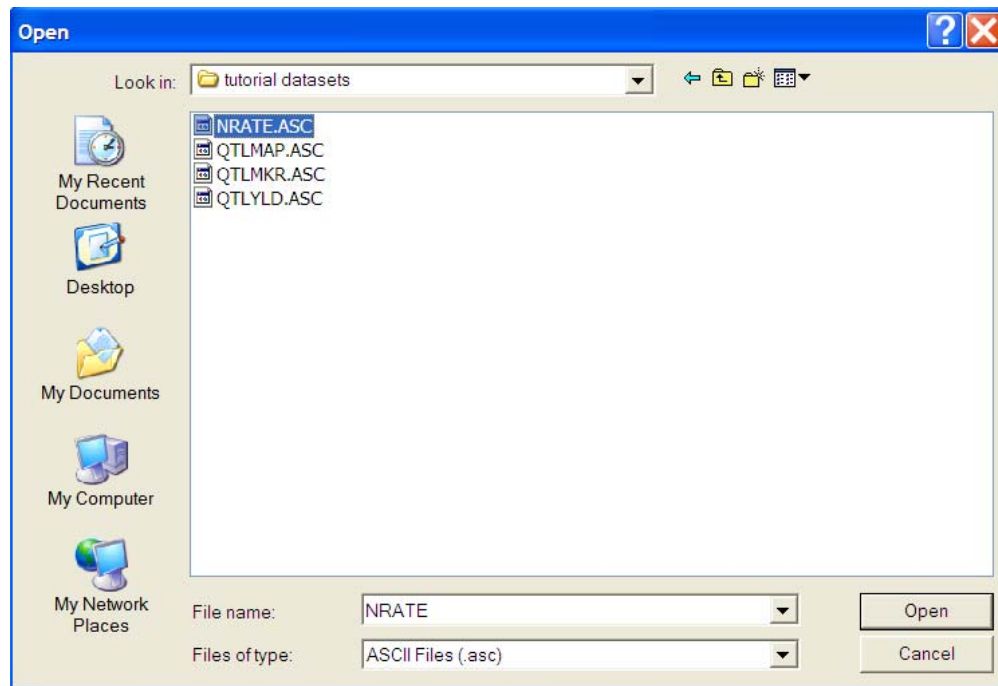 Open
Look in: tutorial datasets
NRATE.ASC
QTLMAP.ASC
QTLMKR.ASC
QTLYLD.ASC
My Recent
Documents
Desktop
My Documents
My Computer
My Network
Places
File name: NRATE Open
Files of type: ASCII Files (.asc) Cancel